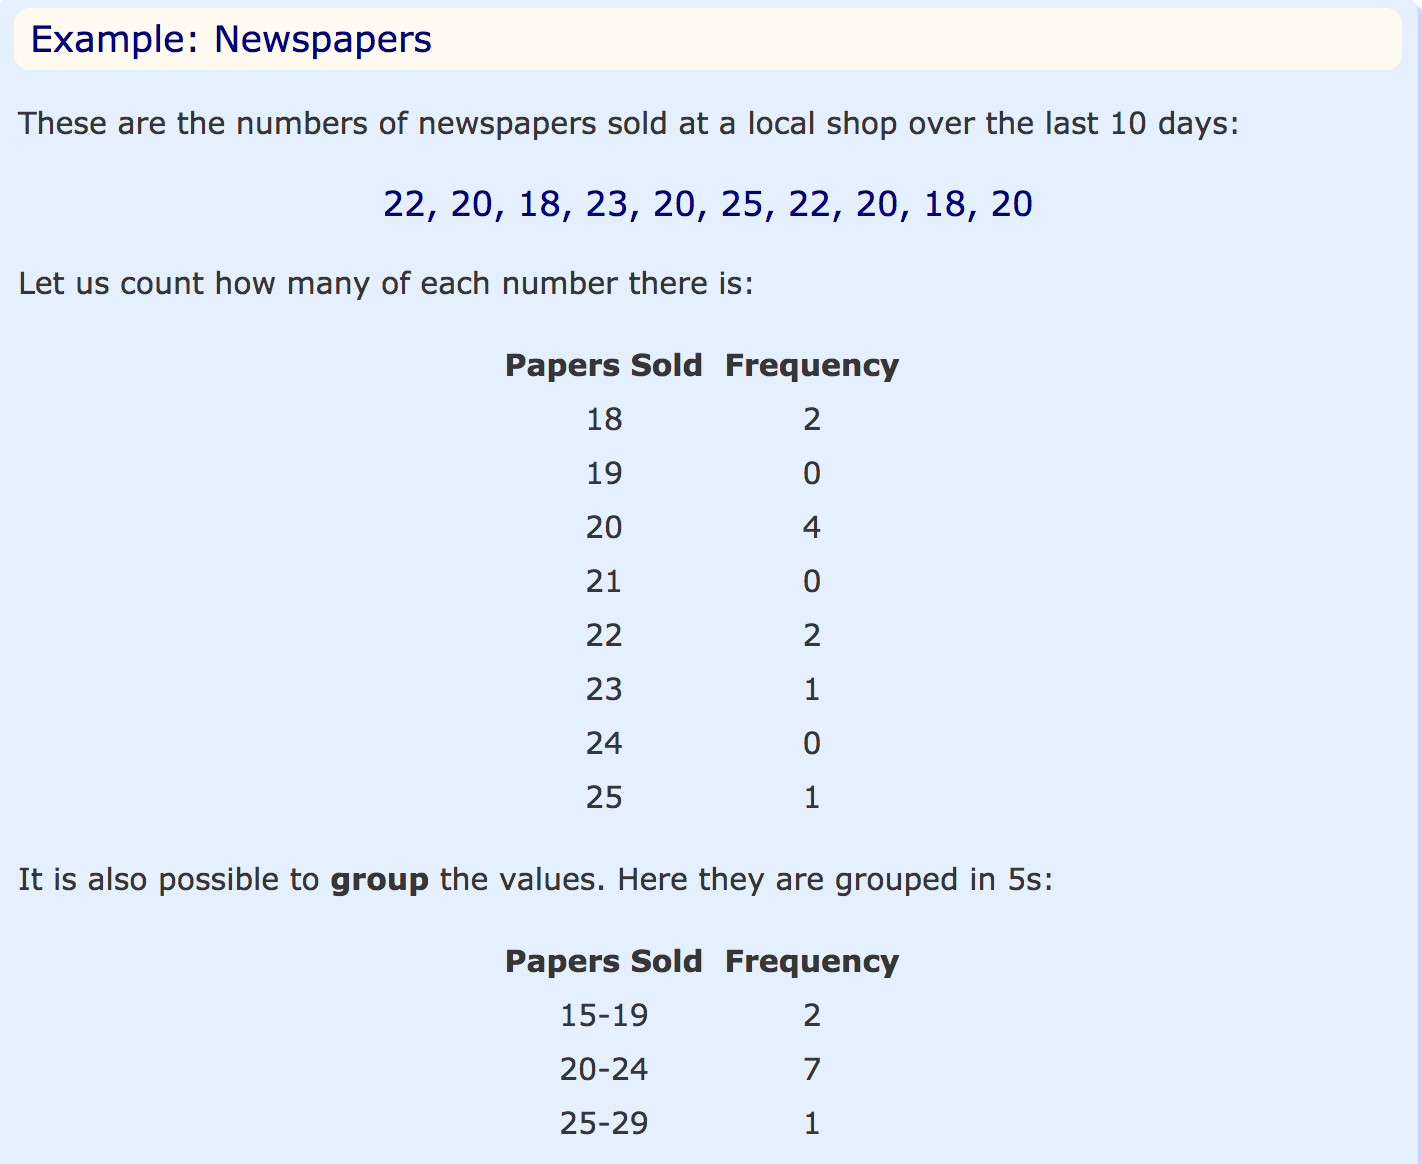 Example: Newspapers
These are the numbers of newspapers sold at a local shop over the last 10 days:
22, 20, 18, 23, 20, 25, 22, 20, 18, 20
Let us count how many of each number there is:
Papers Sold Frequency
18 2
19 0
20 4
21 0
22 2
23 1
24 0
25 1
It is also possible to group the values. Here they are grouped in 5s:
Papers Sold Frequency
15-19 2
20-24 7
25-29 1